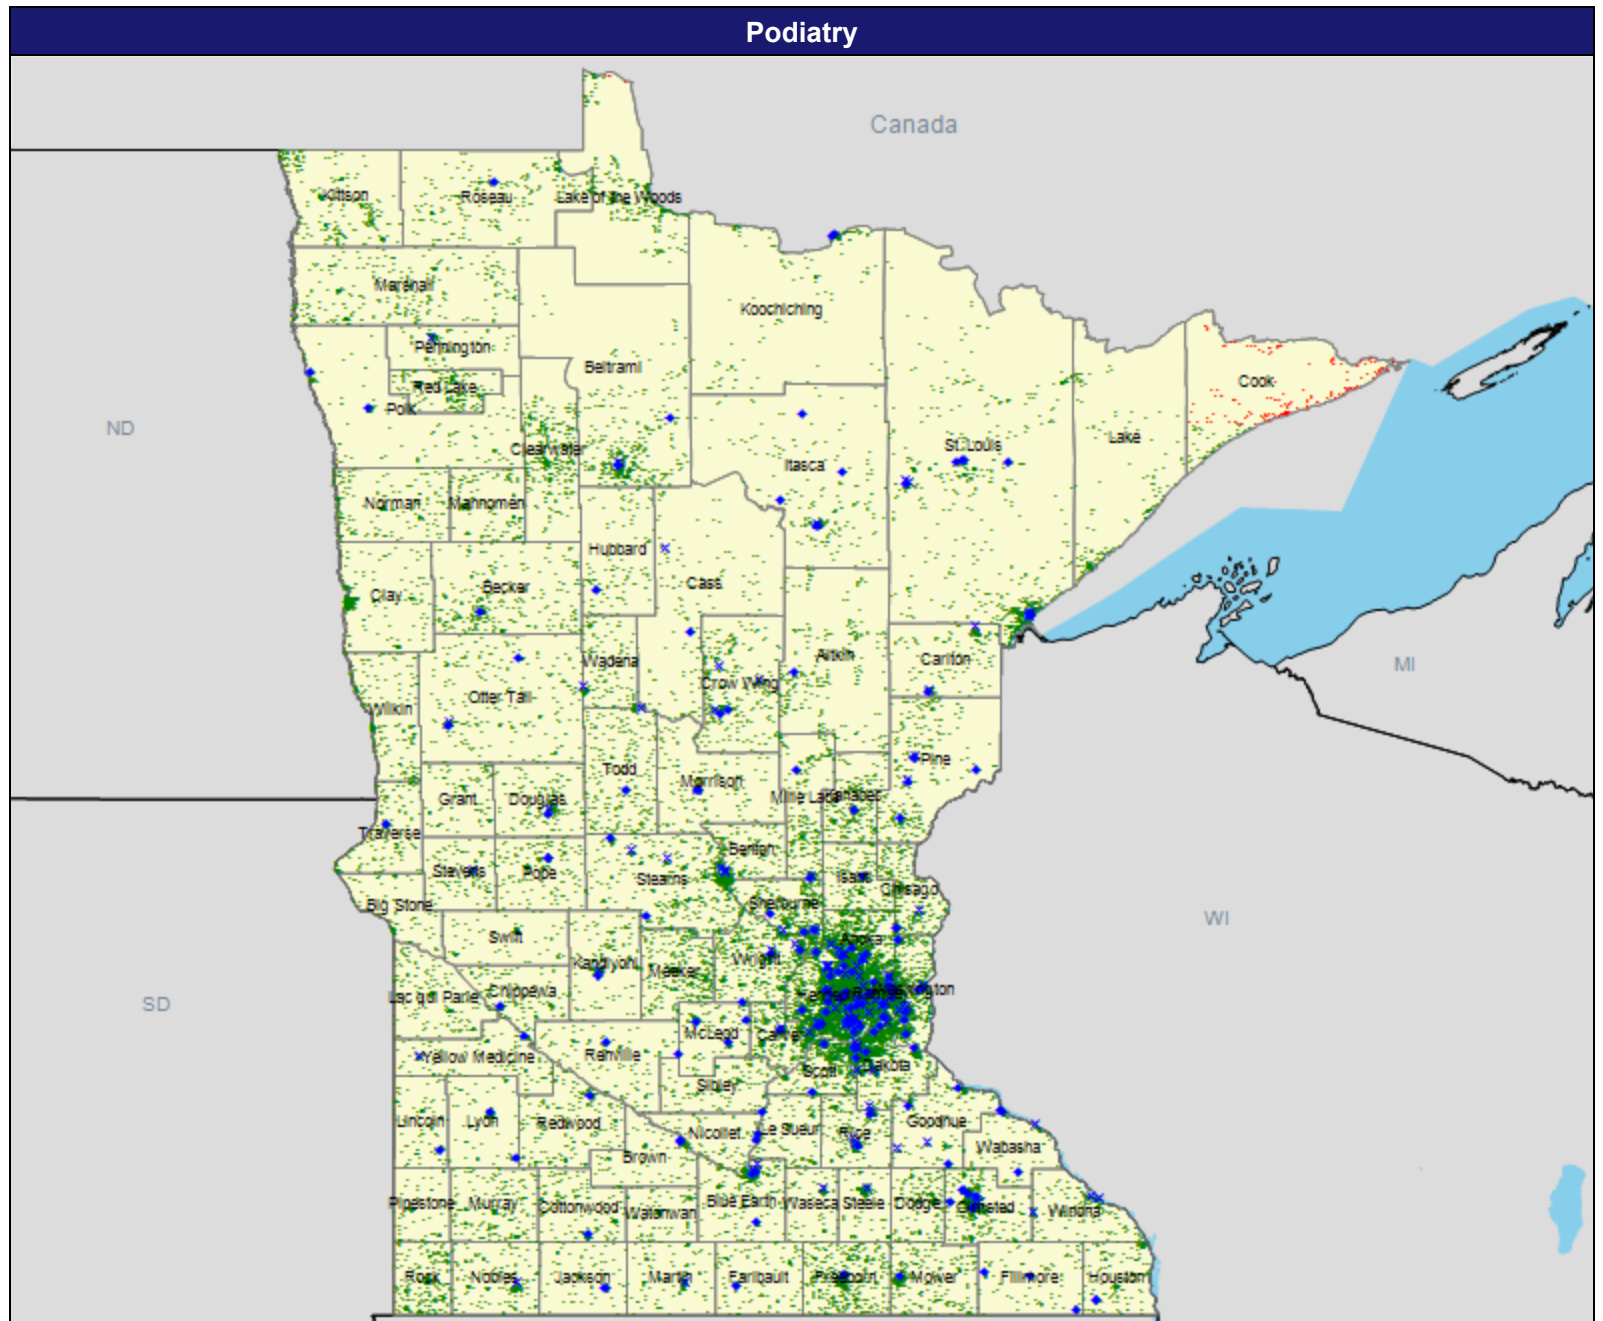 Podiatry
Canada
Kittson
Roseau
Lake of the Woods
Marshall
Koochiching
Pennington
Beltrami
Red Lake
Cook
Polk
ND
Lake
St. Louis
Clearwater
Itasca
Norman
Mahnomen
Hubbard
Cass
Becker
Clay
Aitkin
Carlton
Wadena
MI
Crow Wing
Otter Tail
Wilkin
Pine
Todd
Morrison
Mille Lacs
Kanabec
Grant
Douglas
Traverse
Benton
Stevens
Pope
Stearns
Isanti
Chisago
Big Stone
Sherburne
WI
Swift
Anoka
Wright
Kandiyohi
Meeker
Chippewa
Lac qui Parle
Hennepin
Ramsey
Washington
SD
McLeod
Carver
Yellow Medicine
Renville
Scott
Dakota
Sibley
Lincoln
Lyon
Redwood
Nicollet
Le Sueur
Rice
Goodhue
Wabasha
Brown
Pipestone
Murray
Cottonwood
Watonwan
Blue Earth
Waseca
Steele
Dodge
Olmsted
Winona
Rock
Nobles
Jackson
Martin
Faribault
Freeborn
Mower
Fillmore
Houston